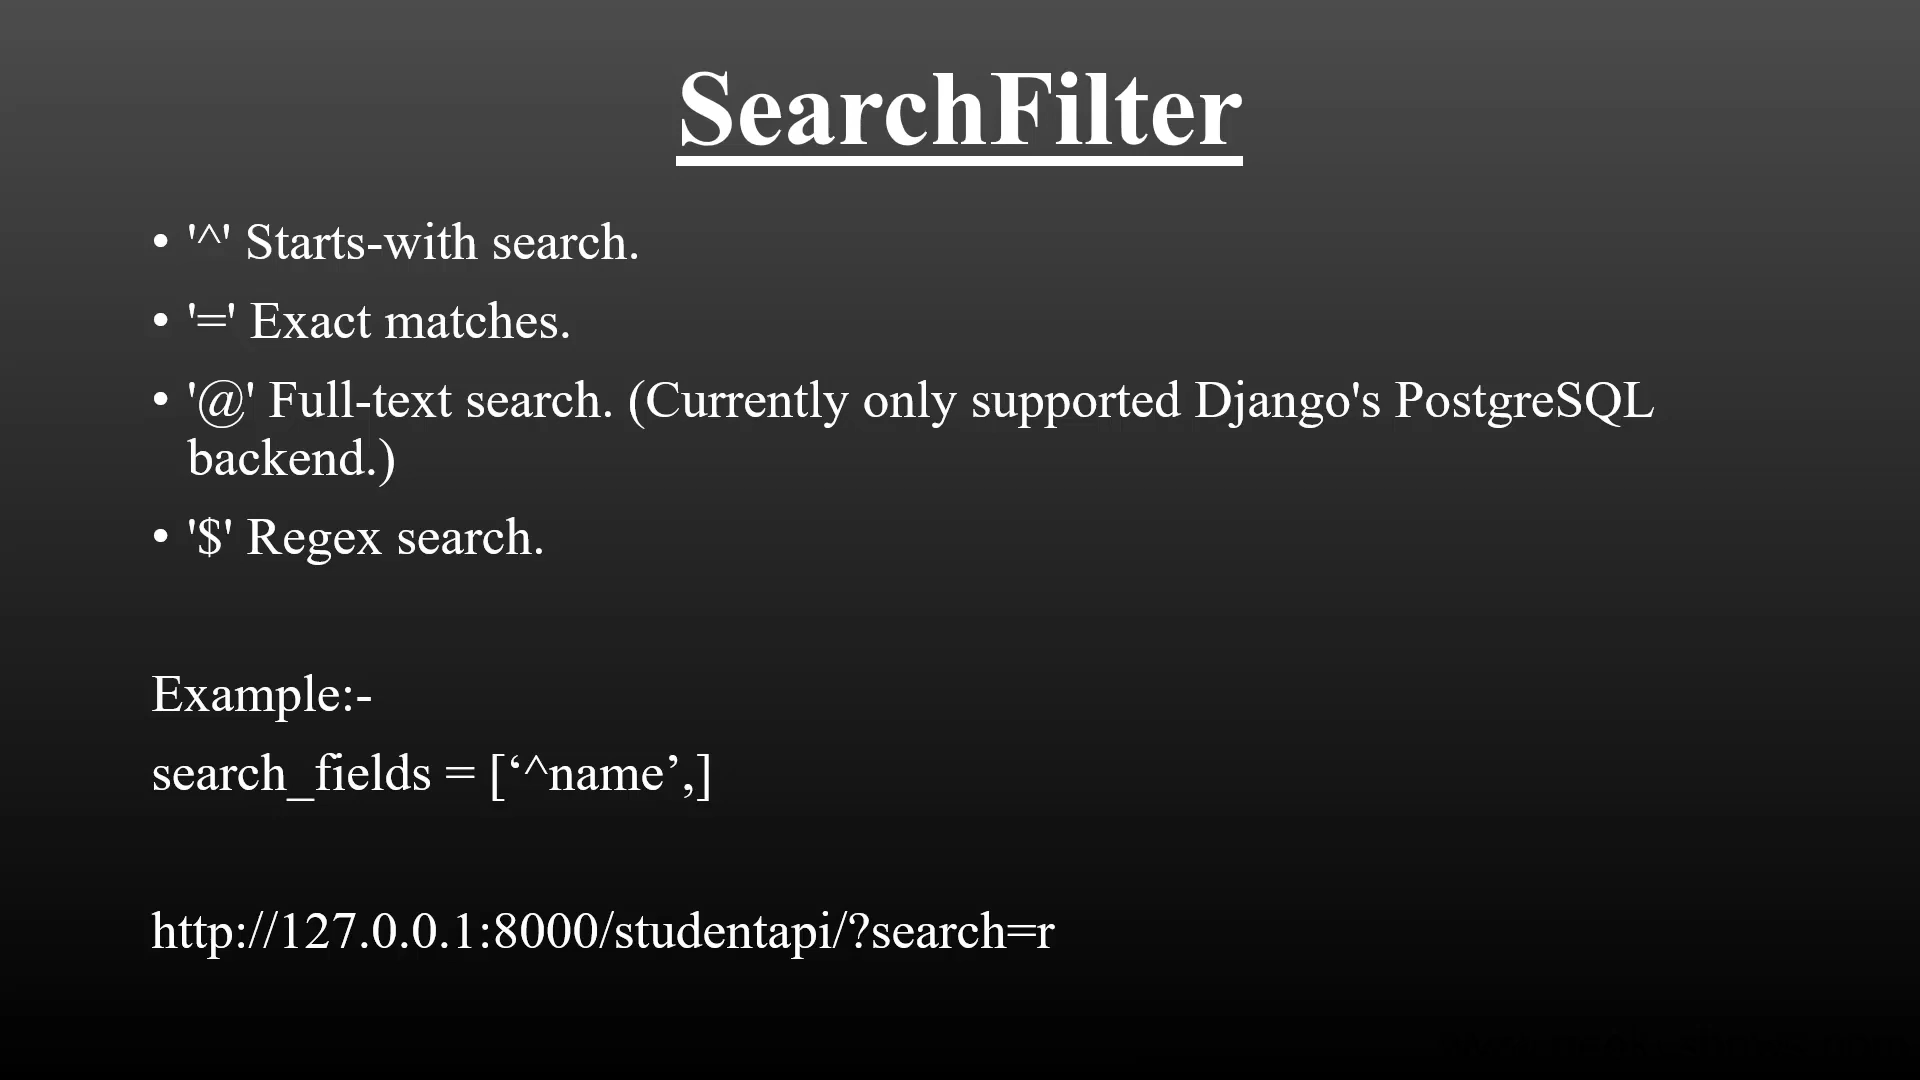 SearchFilter
• '^' Starts-with search.
• '=' Exact matches.
• '@' Full-text search. (Currently only supported Django's PostgreSQL
backend.)
• '$' Regex search.
Example:-
search_fields = [‘^name’,]
http://127.0.0.1:8000/studentapi/?search=r